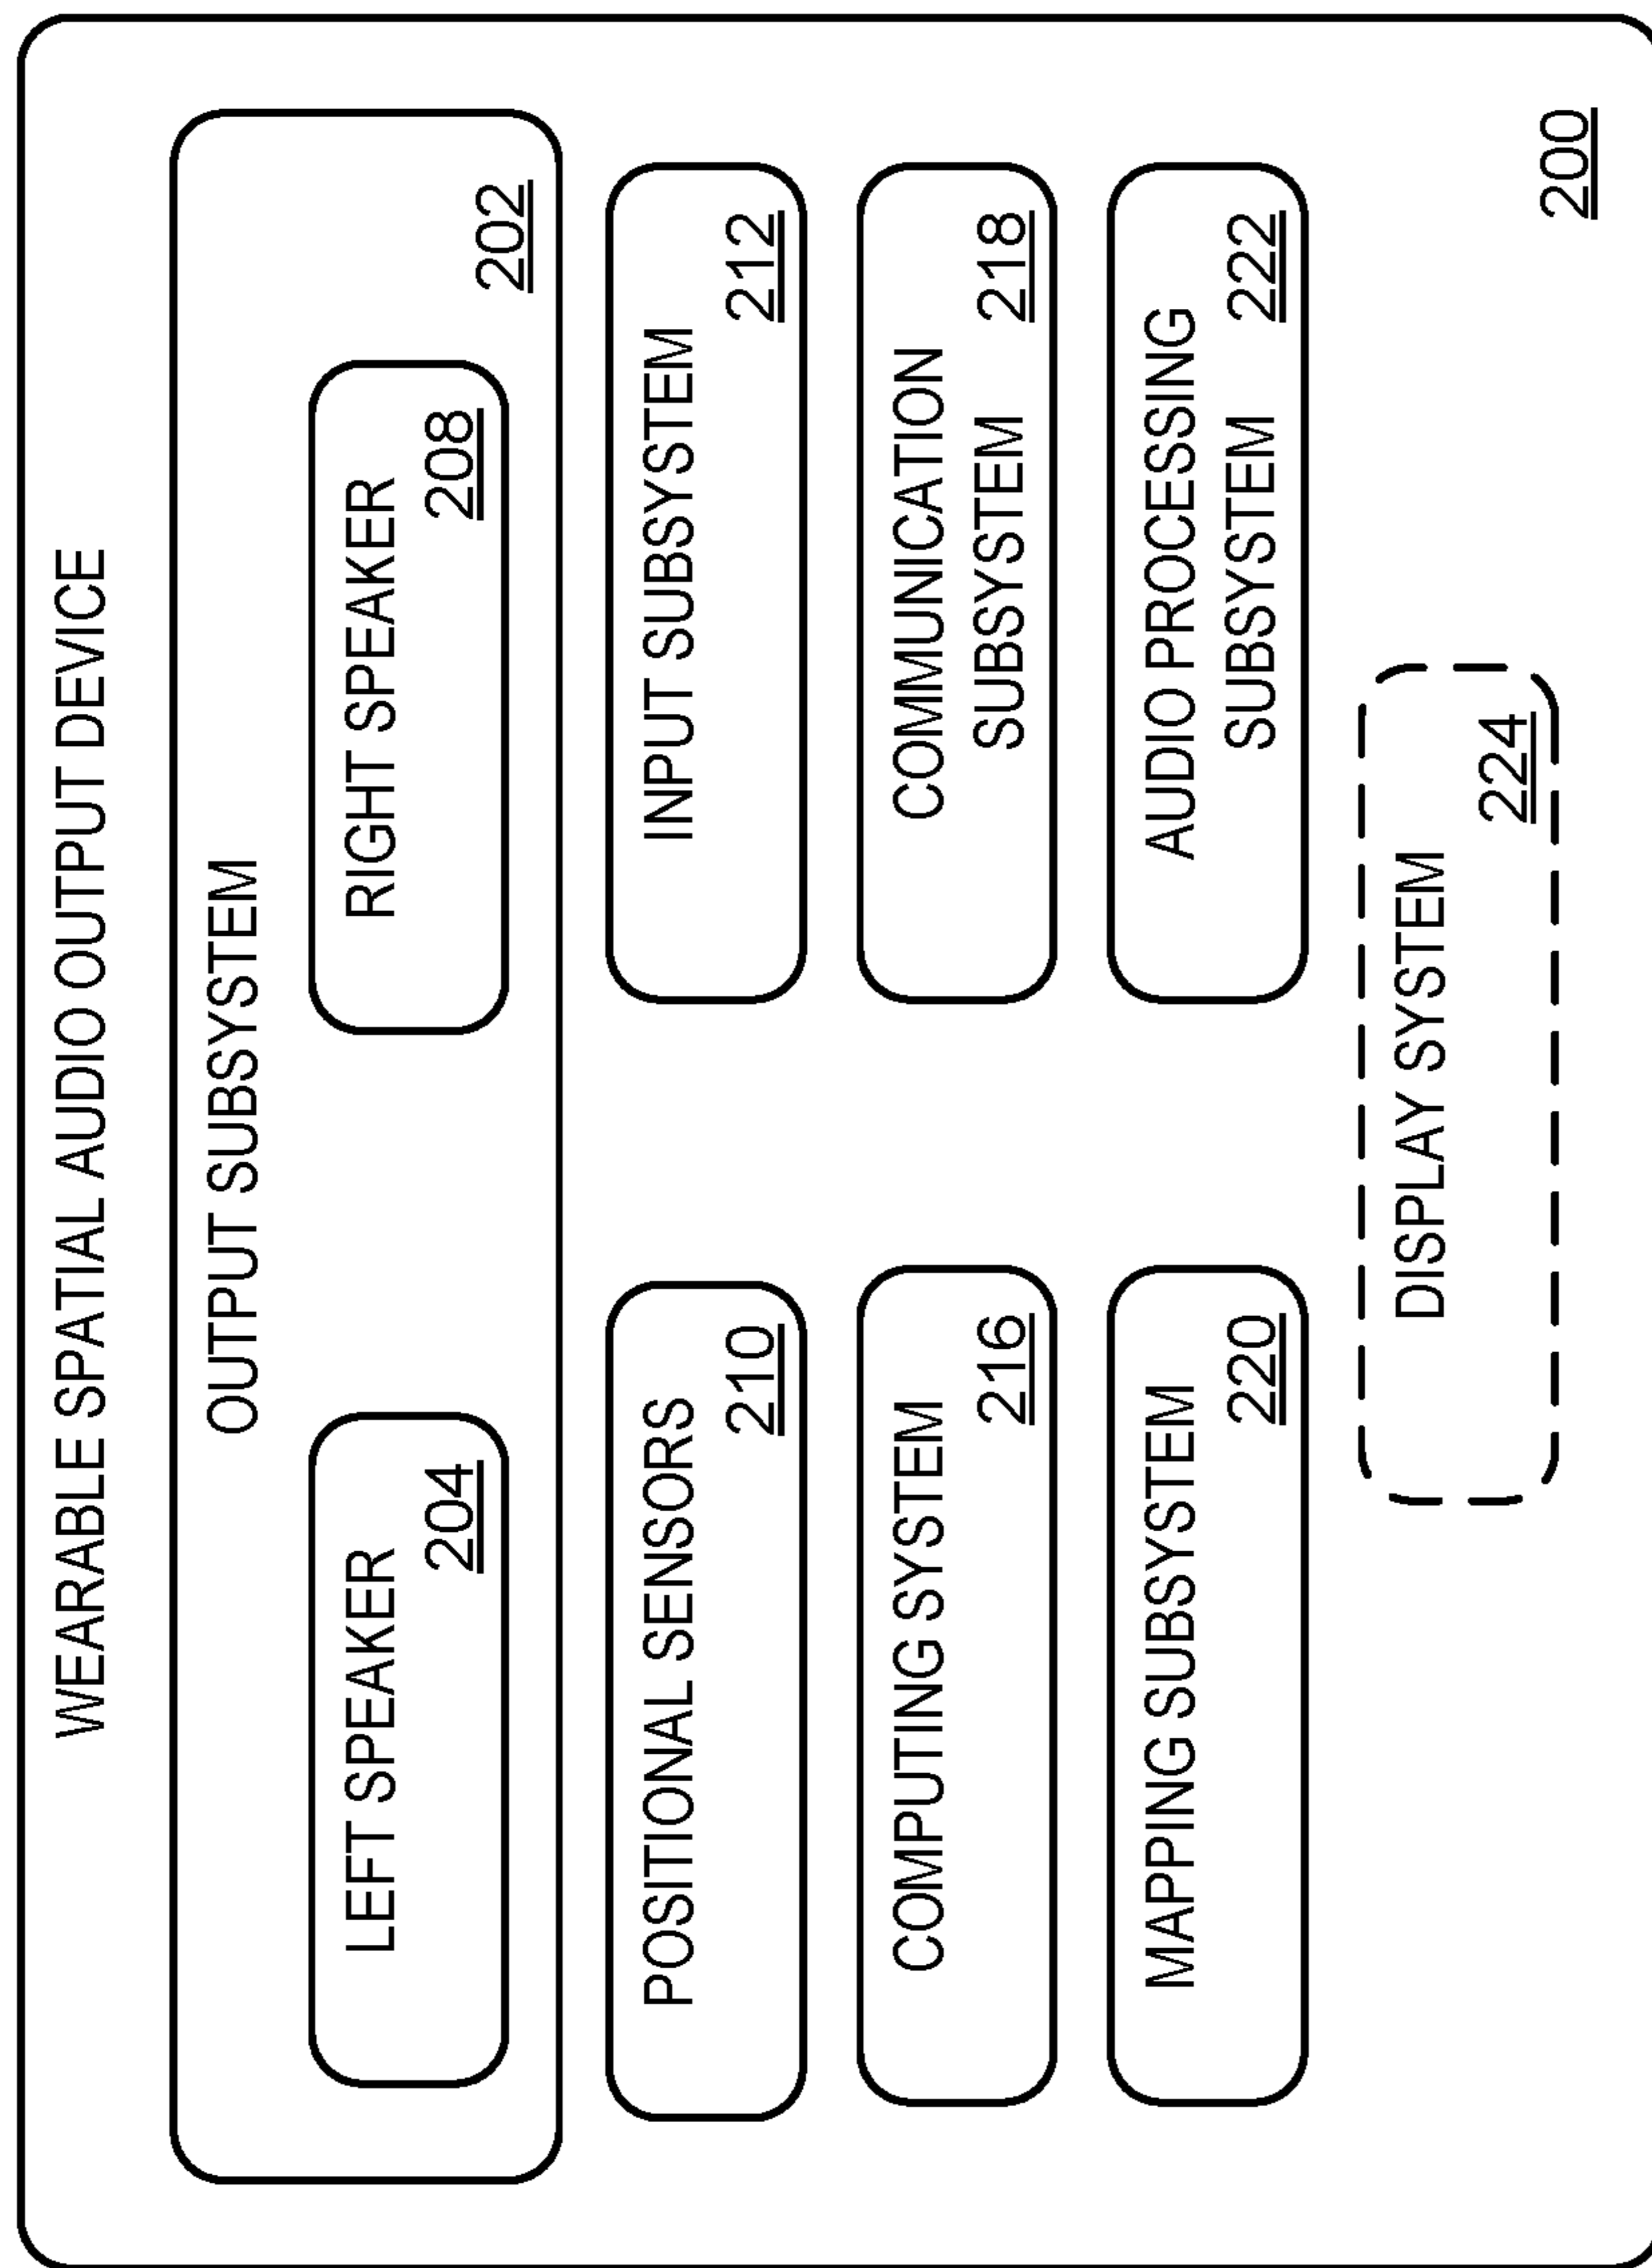 WEARABLE SPATIAL AUDIO OUTPUT DEVICE
OUTPUT SUBSYSTEM
LEFT SPEAKER
204
RIGHT SPEAKER
208
202
POSITIONAL SENSORS
210
INPUT SUBSYSTEM
212
COMPUTING SYSTEM
216
COMMUNICATION
SUBSYSTEM
218
MAPPING SUBSYSTEM
220
AUDIO PROCESSING
SUBSYSTEM
222
DISPLAY SYSTEM
224
200